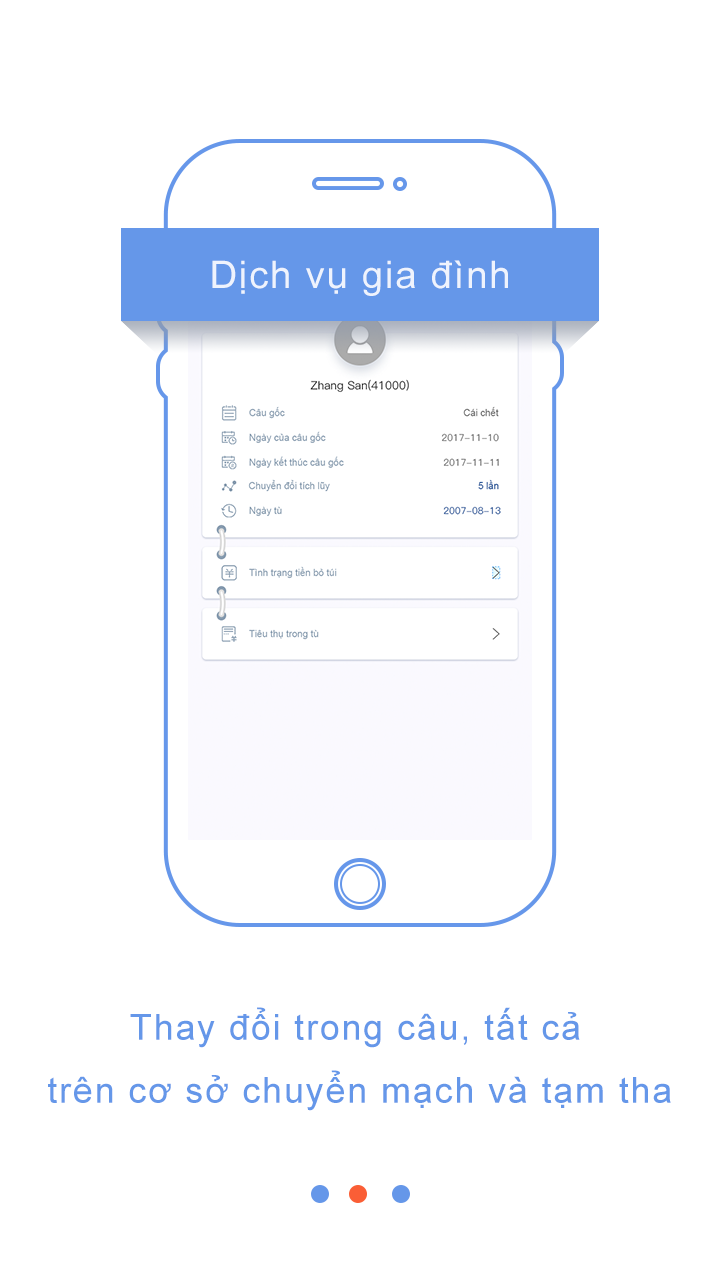 Dịch vụ gia đình
Zhang San(41000)
Câu gốc Cái chết
Ngày của câu gốc 2017-11-10
Ngày kết thúc câu gốc 2017-11-11
Chuyển đổi tích lũy 5 lần
Ngày tù 2007-08-13
Tình trạng tiền bỏ túi
Tiêu thụ trong tù
Thay đổi trong câu, tất cả
trên cơ sở chuyển mạch và tạm tha